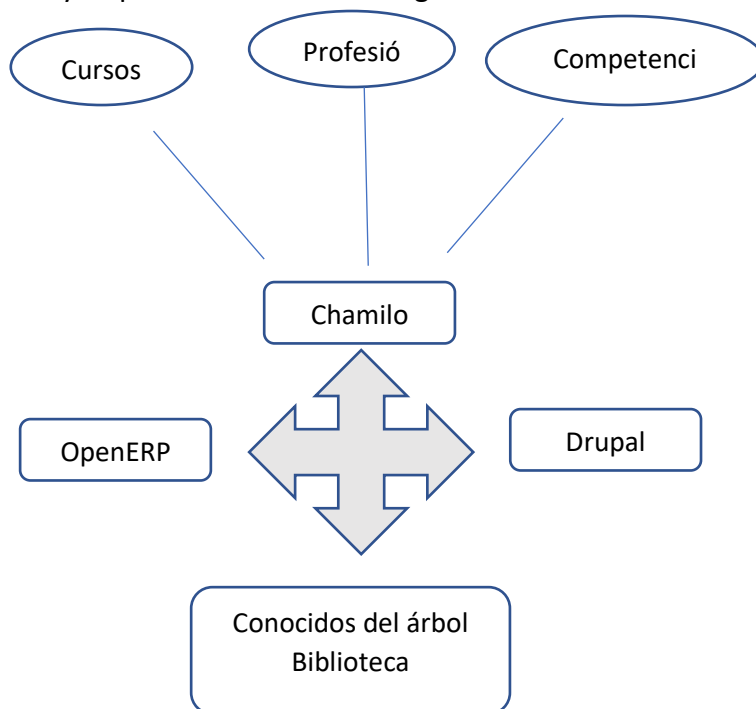 Cursos
Profesió
Competenci
Chamilo
OpenERP
Drupal
Conocidos del árbol
Biblioteca